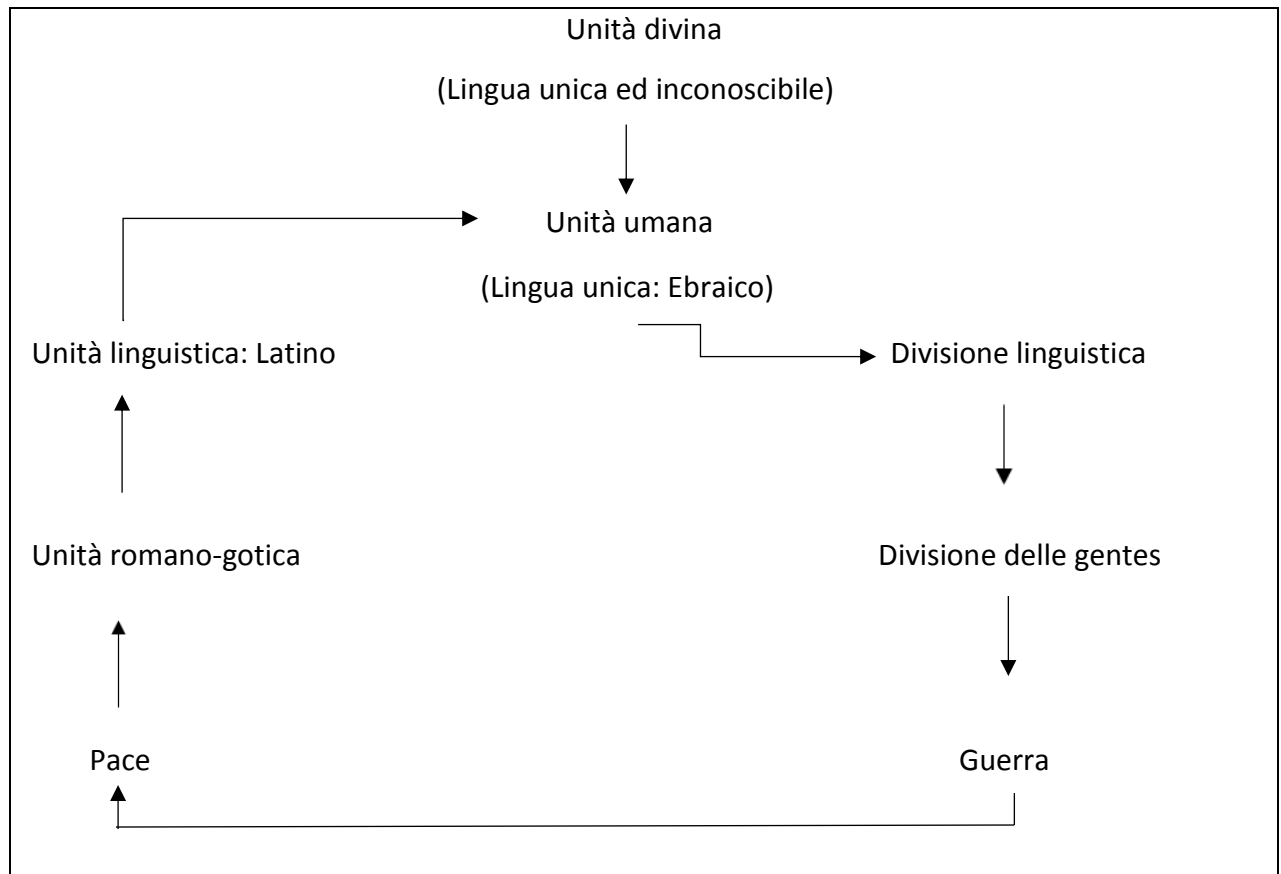 Unità divina
(Lingua unica ed inconoscibile)
Unità umana
(Lingua unica: Ebraico)
Unità linguistica: Latino
Divisione linguistica
Unità romano-gotica
Divisione delle gentes
Pace
Guerra